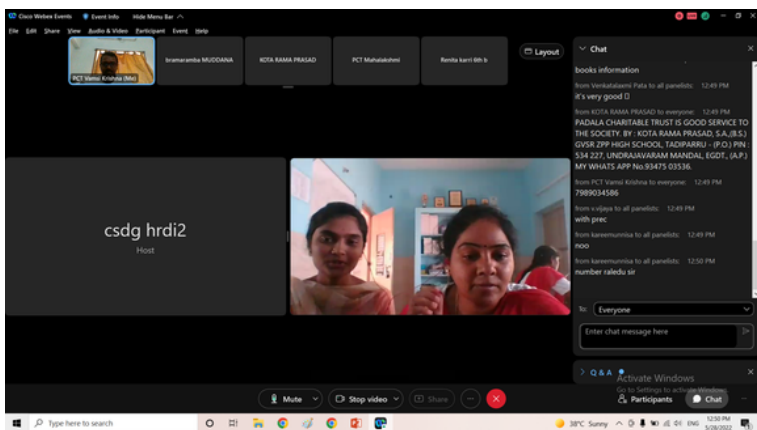 Cisco Webex Events
Event Info
Hide Menu Bar
File Edit Share View Audio & Video Participant Event Help
PCT Vamsi Krishna (Me)
bramaramba MUDDANA
KOTA RAMA PRASAD
PCT Mahalakshmi
Renita karri 6th b
Layout
csdg hrdi2
Host
Chat
books information
from Venkatalaxmi Pata to all panelists: 12:49 PM
it's very good
from KOTA RAMA PRASAD to everyone: 12:49 PM
PADALA CHARITABLE TRUST IS GOOD SERVICE TO
THE SOCIETY. BY : KOTA RAMA PRASAD, S.A.,(B.S.)
GVSR ZPP HIGH SCHOOL, TADIPARRU - (P.O.) PIN :
534 227, UNDRAJAVARAM MANDAL, EGDT., (A.P.)
MY WHATS APP No.93475 03536.
from PCT Vamsi Krishna to everyone: 12:49 PM
7989034586
from v.vijaya to all panelists: 12:49 PM
with prec
from kareemunnisa to all panelists: 12:49 PM
noo
from kareemunnisa to all panelists: 12:50 PM
number raledu sir
To: Everyone
Enter chat message here
Q & A
Activate Windows
Go to Settings to activate Windows.
Mute
Stop video
Share
Participants
Chat
Type here to search
38°C Sunny
ENG
12:50 PM
5/28/2022